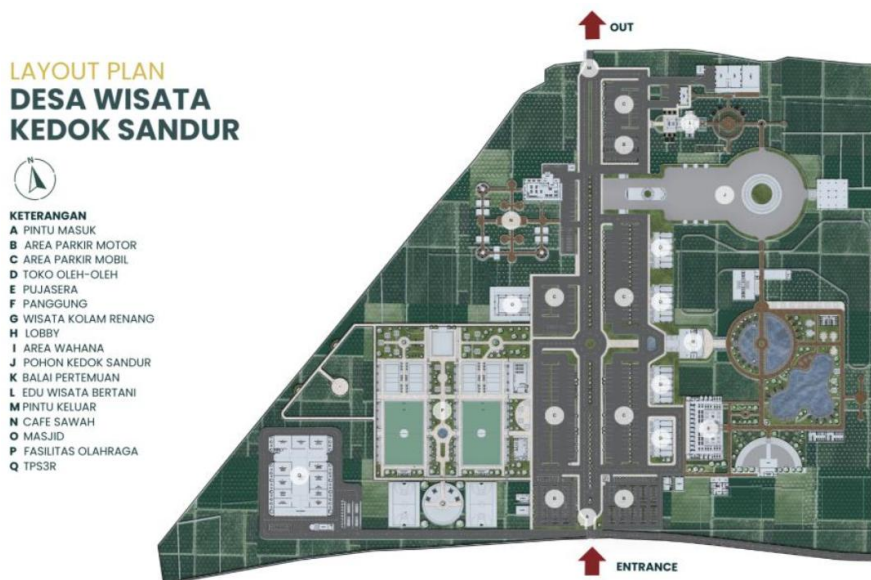 LAYOUT PLAN
DESA WISATA
KEDOK SANDUR
N
KETERANGAN
A PINTU MASUK
B AREA PARKIR MOTOR
C AREA PARKIR MOBIL
D TOKO OLEH-OLEH
E PUJASERA
F PANGGUNG
G WISATA KOLAM RENANG
H LOBBY
I AREA WAHANA
J POHON KEDOK SANDUR
K BALAI PERTEMUAN
L EDU WISATA BERTANI
M PINTU KELUAR
N CAFE SAWAH
O MASJID
P FASILITAS OLAHRAGA
Q TPS3R
OUT
ENTRANCE